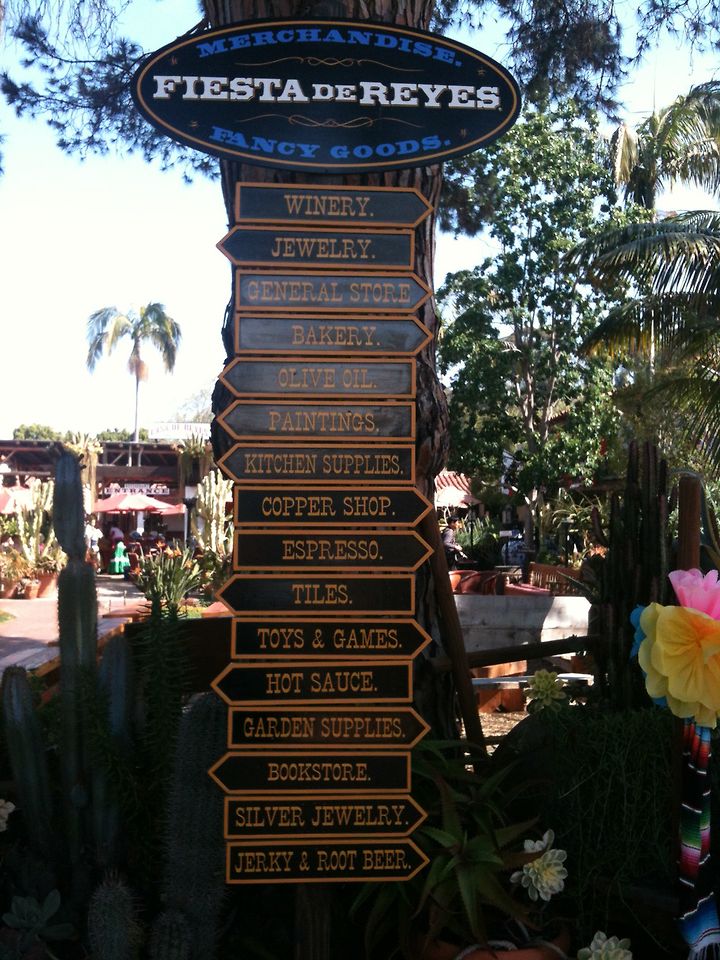 MERCHANDISE.
FIESTA DE REYES.
FANCY GOODS.
WINERY.
JEWELRY.
GENERAL STORE
BAKERY.
OLIVE OIL.
PAINTINGS.
KITCHEN SUPPLIES.
COPPER SHOP.
ESPRESSO.
TILES.
TOYS & GAMES.
HOT SAUCE.
GARDEN SUPPLIES.
BOOKSTORE.
SILVER JEWELRY.
JERKY & ROOT BEER.
ENTRANCE